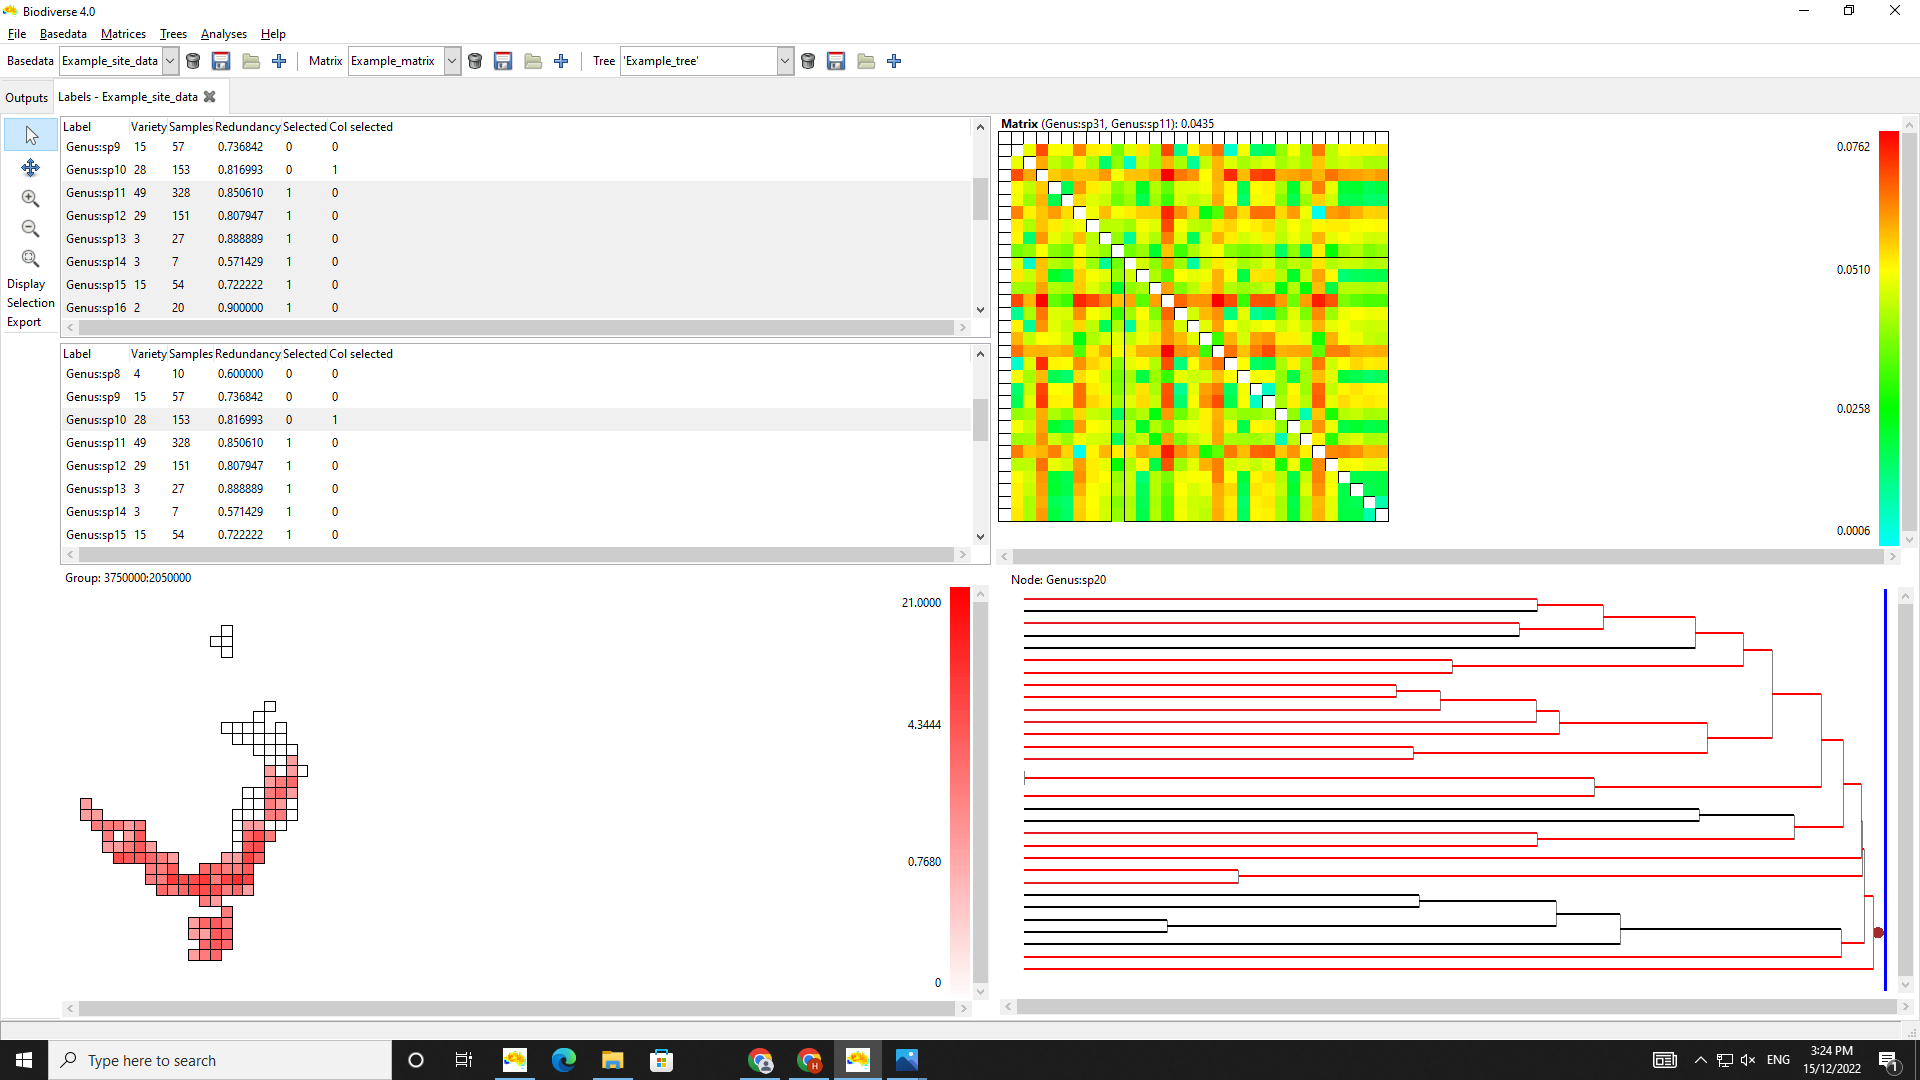 Biodiverse 4.0
File Basedata Matrices Trees Analyses Help
Basedata Example_site_data Matrix Example_matrix Tree 'Example_tree'
Outputs Labels - Example_site_data
Display
Selection
Export
Label Variety Samples Redundancy Selected Col selected
Genus:sp9 15 57 0.736842 0 0
Genus:sp10 28 153 0.816993 0 1
Genus:sp11 49 328 0.850610 1 0
Genus:sp12 29 151 0.807947 1 0
Genus:sp13 3 27 0.888889 1 0
Genus:sp14 3 7 0.571429 1 0
Genus:sp15 15 54 0.722222 1 0
Genus:sp16 2 20 0.900000 1 0
Label Variety Samples Redundancy Selected Col selected
Genus:sp8 4 10 0.600000 0 0
Genus:sp9 15 57 0.736842 0 0
Genus:sp10 28 153 0.816993 0 1
Genus:sp11 49 328 0.850610 1 0
Genus:sp12 29 151 0.807947 1 0
Genus:sp13 3 27 0.888889 1 0
Genus:sp14 3 7 0.571429 1 0
Genus:sp15 15 54 0.722222 1 0
Matrix (Genus:sp31, Genus:sp11): 0.0435
0.0762
0.0510
0.0258
0.0006
Group: 3750000:2050000
21.0000
4.3444
0.7680
0
Node: Genus:sp20
Type here to search
H
ENG
3:24 PM
15/12/2022
1